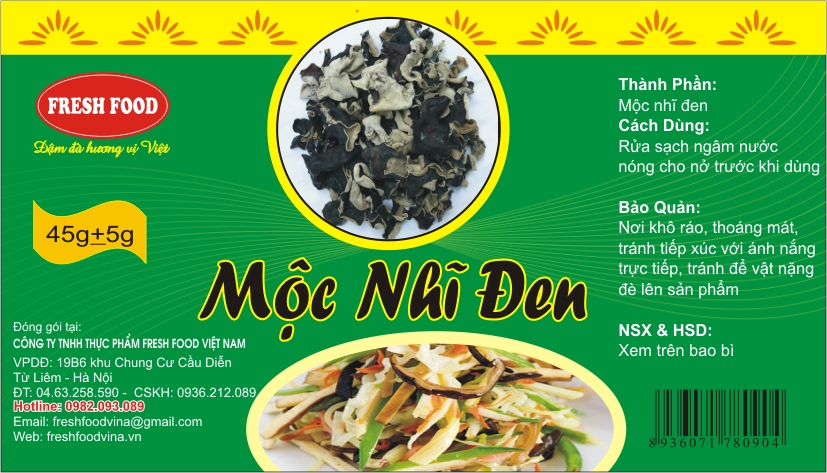 FRESH FOOD
Đậm đà hương vị Việt
45g±5g
Mộc Nhĩ Đen
Đóng gói tại:
CÔNG TY TNHH THỰC PHẨM FRESH FOOD VIỆT NAM
VPDĐ: 19B6 khu Chung Cư Cầu Diễn
Từ Liêm - Hà Nội
ĐT: 04.63.258.590 - CSKH: 0936.212.089
Hotline: 0982.093.089
Email: freshfoodvina@gmail.com
Web: freshfoodvina.vn
Thành Phần:
Mộc nhĩ đen
Cách Dùng:
Rửa sạch ngâm nước
nóng cho nở trước khi dùng
Bảo Quản:
Nơi khô ráo, thoáng mát,
tránh tiếp xúc với ánh nắng
trực tiếp, tránh để vật nặng
đè lên sản phẩm
NSX & HSD:
Xem trên bao bì
8 936071 780904